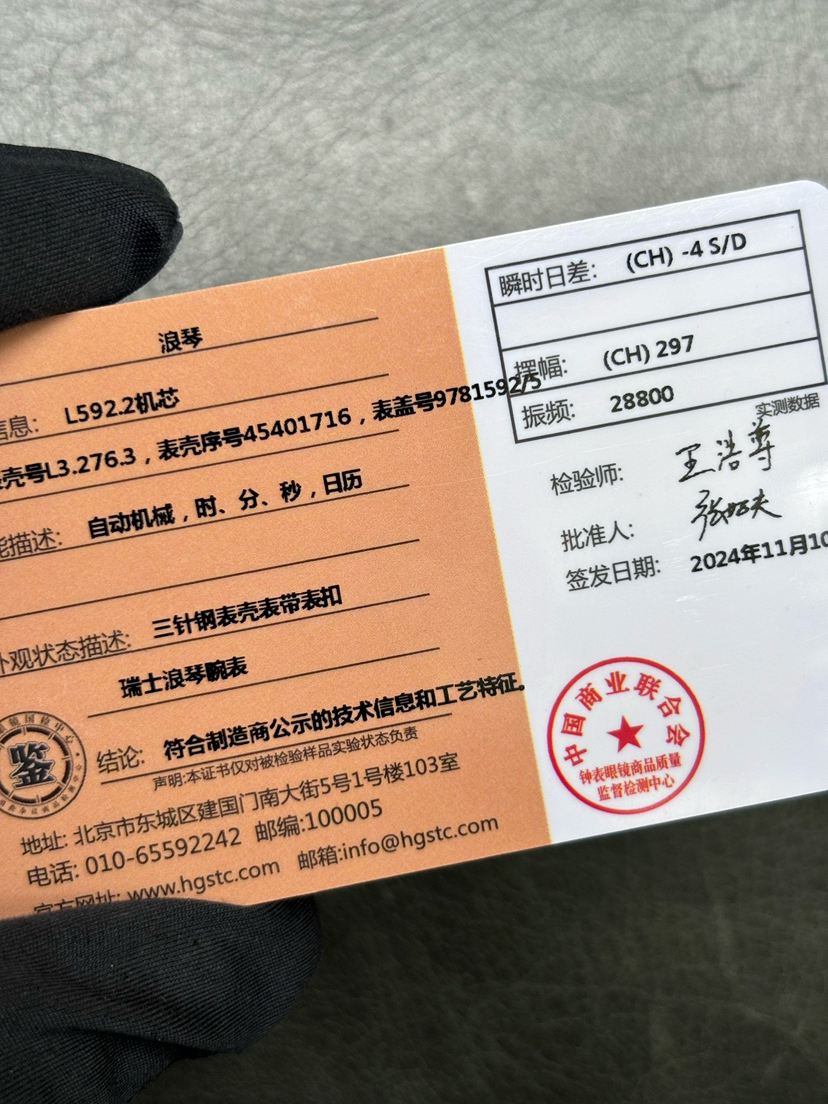 浪琴
信息: L592.2机芯
表壳号L3.276.3，表壳序号45401716，表盖号97815927/5
能描述: 自动机械，时、分、秒，日历
外观状态描述: 三针钢表壳表带表扣
瑞士浪琴腕表
结论: 符合制造商公示的技术信息和工艺特征。
声明:本证书仅对被检验样品实验状态负责
鉴
地址: 北京市东城区建国门南大街5号1号楼103室
电话: 010-65592242 邮编:100005
官方网址: www.hgstc.com 邮箱:info@hgstc.com
瞬时日差: (CH) -4 S/D
摆幅: (CH) 297
振频: 28800
实测数据
检验师: 王浩尊
批准人:
签发日期: 2024年11月10
中国商业联合会
钟表眼镜商品质量
监督检测中心